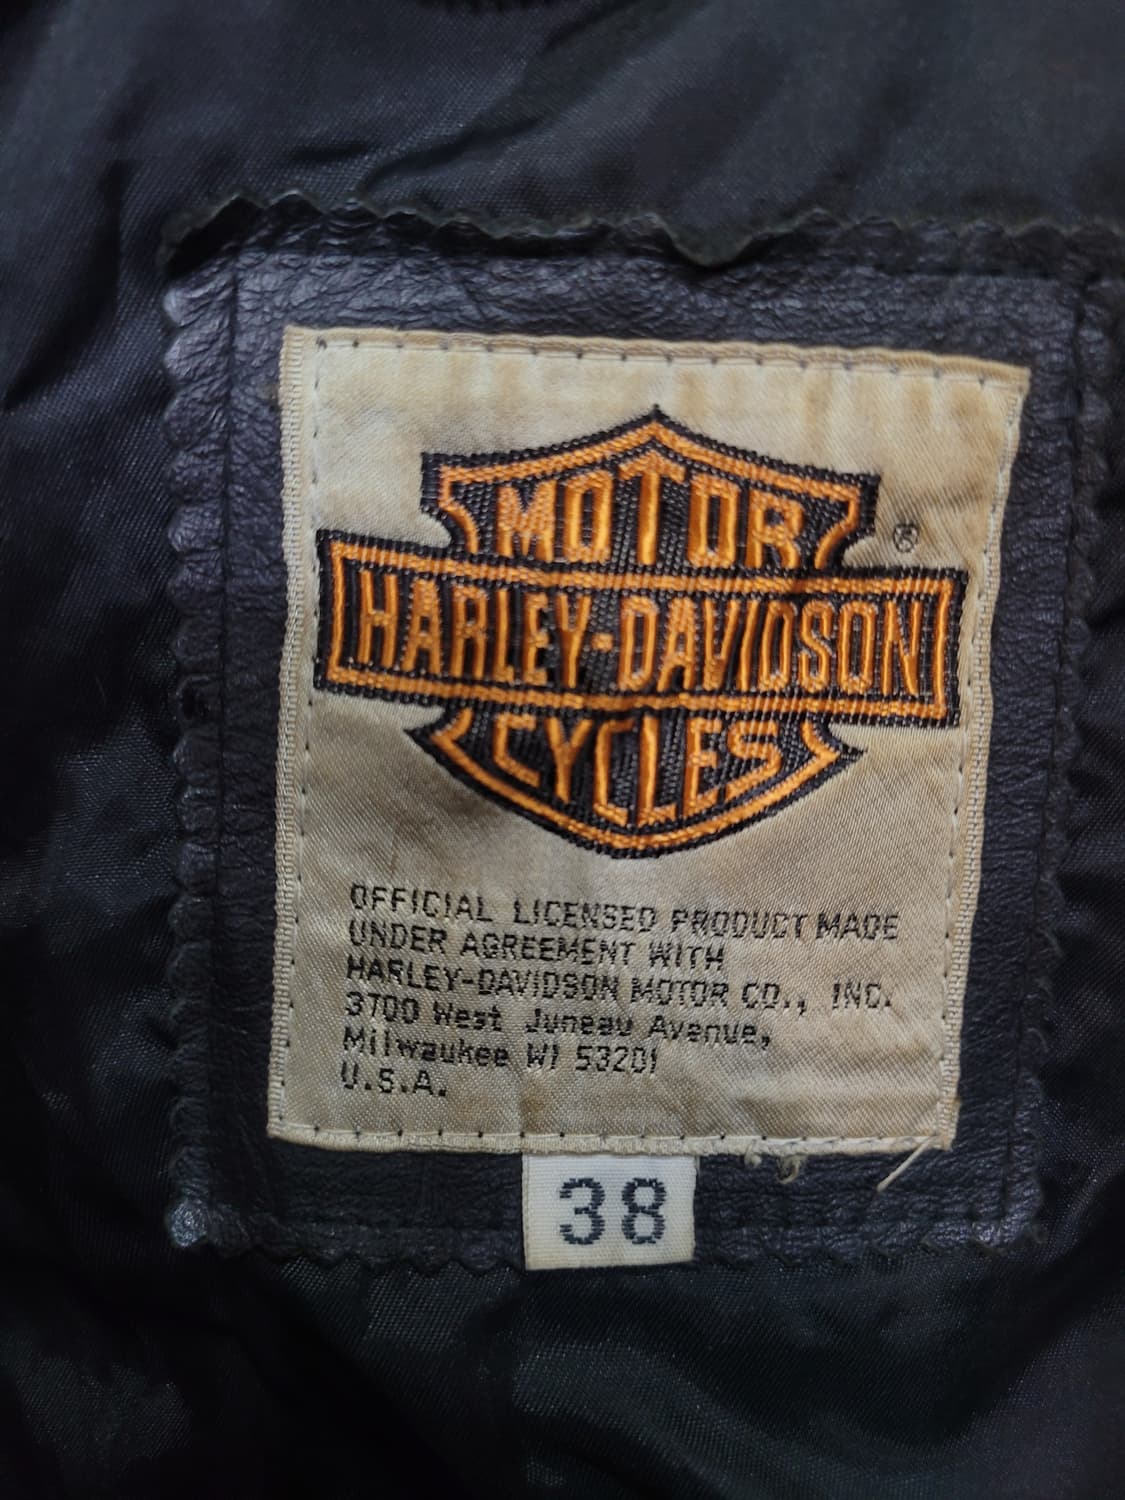 MOTOR
®
HARLEY-DAVIDSON
CYCLES
OFFICIAL LICENSED PRODUCT MADE
UNDER AGREEMENT WITH
HARLEY-DAVIDSON MOTOR CO., INC.
3700 West Juneau Avenue,
Milwaukee WI 53201
U.S.A.
38